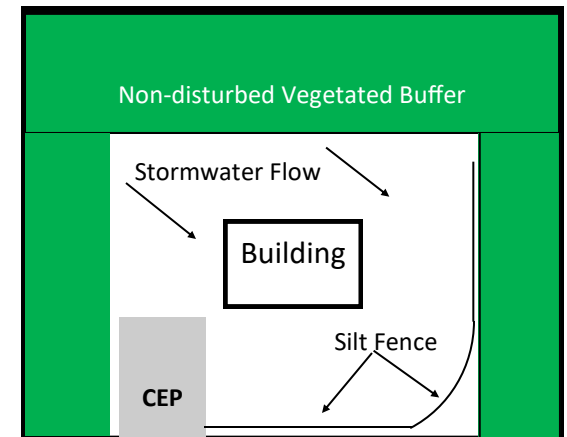 Non-disturbed Vegetated Buffer
Stormwater Flow
Building
Silt Fence
CEP